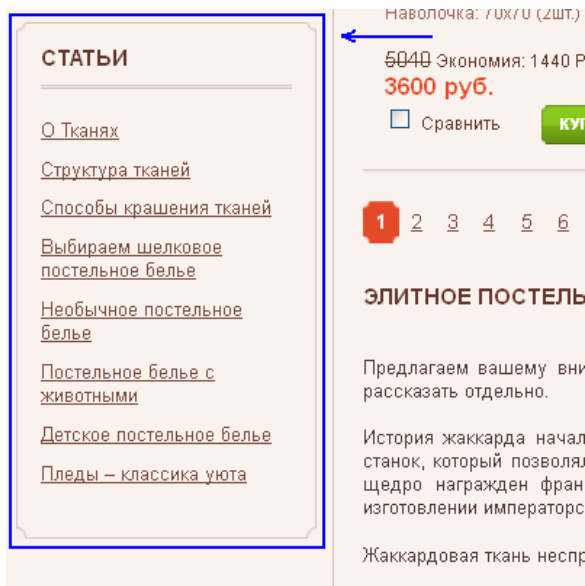 СТАТЬИ
О Тканях
Структура тканей
Способы крашения тканей
Выбираем шелковое
постельное белье
Необычное постельное
белье
Постельное белье с
животными
Детское постельное белье
Пледы – классика уюта
Наволочка: 70х70 (2шт.)
5040 Экономия: 1440 Р
3600 руб.
Сравнить
1 2 3 4 5 6
ЭЛИТНОЕ ПОСТЕЛЬ
Предлагаем вашему вни
рассказать отдельно.
История жаккарда начал
станок, который позволял
щедро награжден фран
изготовлении императорс
Жаккардовая ткань неспр